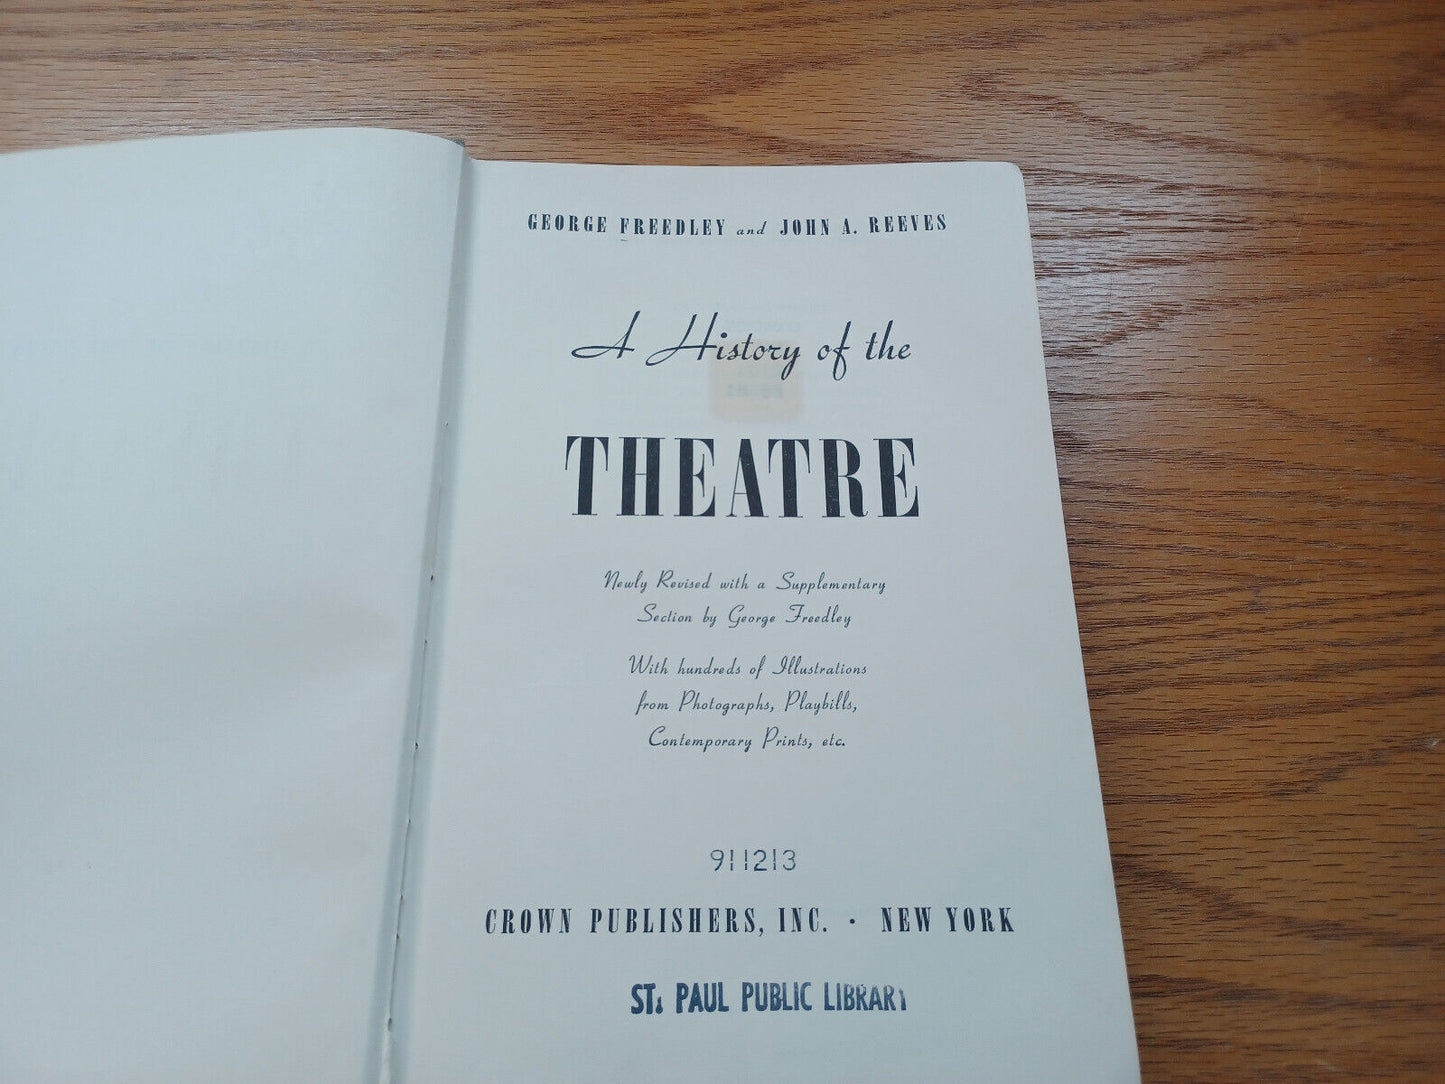 GEORGE FREEDLEY and JOHN A. REEVES
A History of the
THEATRE
Newly Revised with a Supplementary
Section by George Freedley
With hundreds of Illustrations
from Photographs, Playbills,
Contemporary Prints, etc.
911213
CROWN PUBLISHERS, INC. · NEW YORK
ST. PAUL PUBLIC LIBRARY